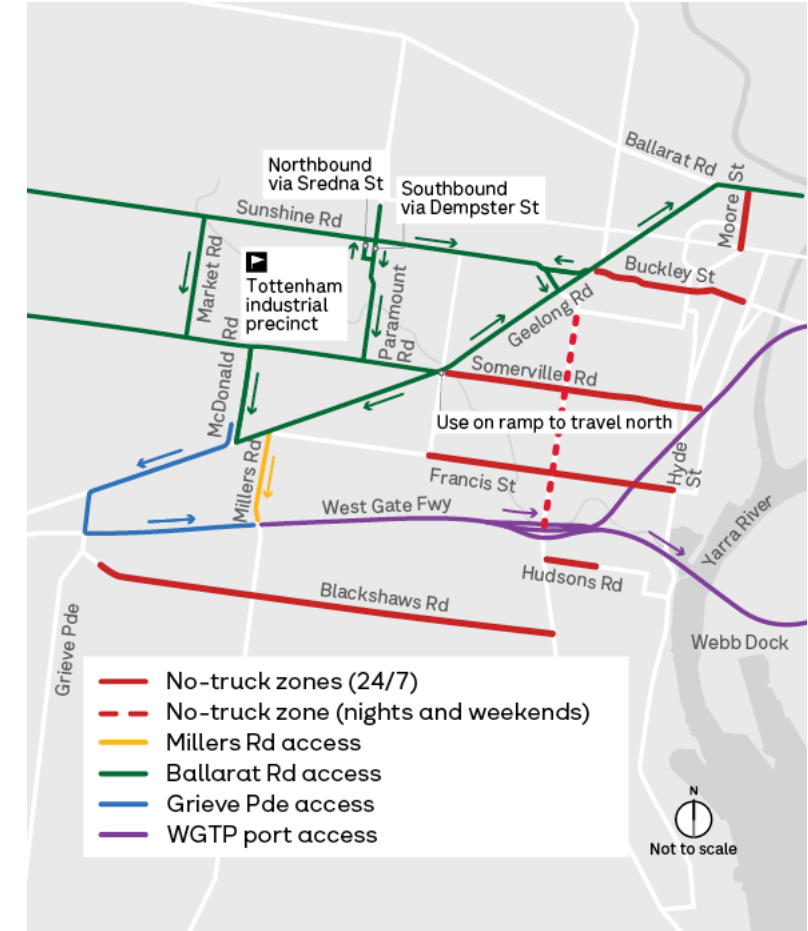 Ballarat Rd
Northbound
via Sredna St
Southbound
via Dempster St
Moore St
Sunshine Rd
Market Rd
Tottenham
industrial
precinct
Paramount
Rd
Buckley St
Geelong Rd
McDonald Rd
Somerville Rd
Use on ramp to travel north
Millers Rd
Francis St
Hyde
St
West Gate Fwy
Yarra River
Hudsons Rd
Blackshaws Rd
Grieve Pde
Webb Dock
No-truck zones (24/7)
No-truck zone (nights and weekends)
Millers Rd access
Ballarat Rd access
Grieve Pde access
WGTP port access
N
Not to scale